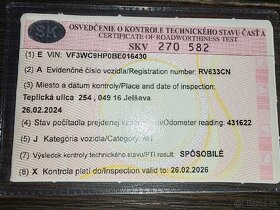 SK
OSVEDČENIE O KONTROLE TECHNICKÉHO STAVU ČASŤ A
CERTIFICATE OF ROADWORTHINESS TEST
SKV 270 582
(1) E VIN: VF3WC9HP0BE016430
(2) A Evidenčné číslo vozidla/Registration number: RV633CN
(3) Miesto a dátum kontroly/Place and date of inspection:
Teplická ulica 254 , 049 16 Jelšava
26.02.2024
(4) Stav počítadla prejdenej vzdialenosti/Odometer reading: 431622
(5) J Kategória vozidla/Category: M1
(7) Výsledok kontroly technického stavu/PTI result: SPÔSOBILÉ
(8) X Kontrola platí do/Inspection valid to: 26.02.2026